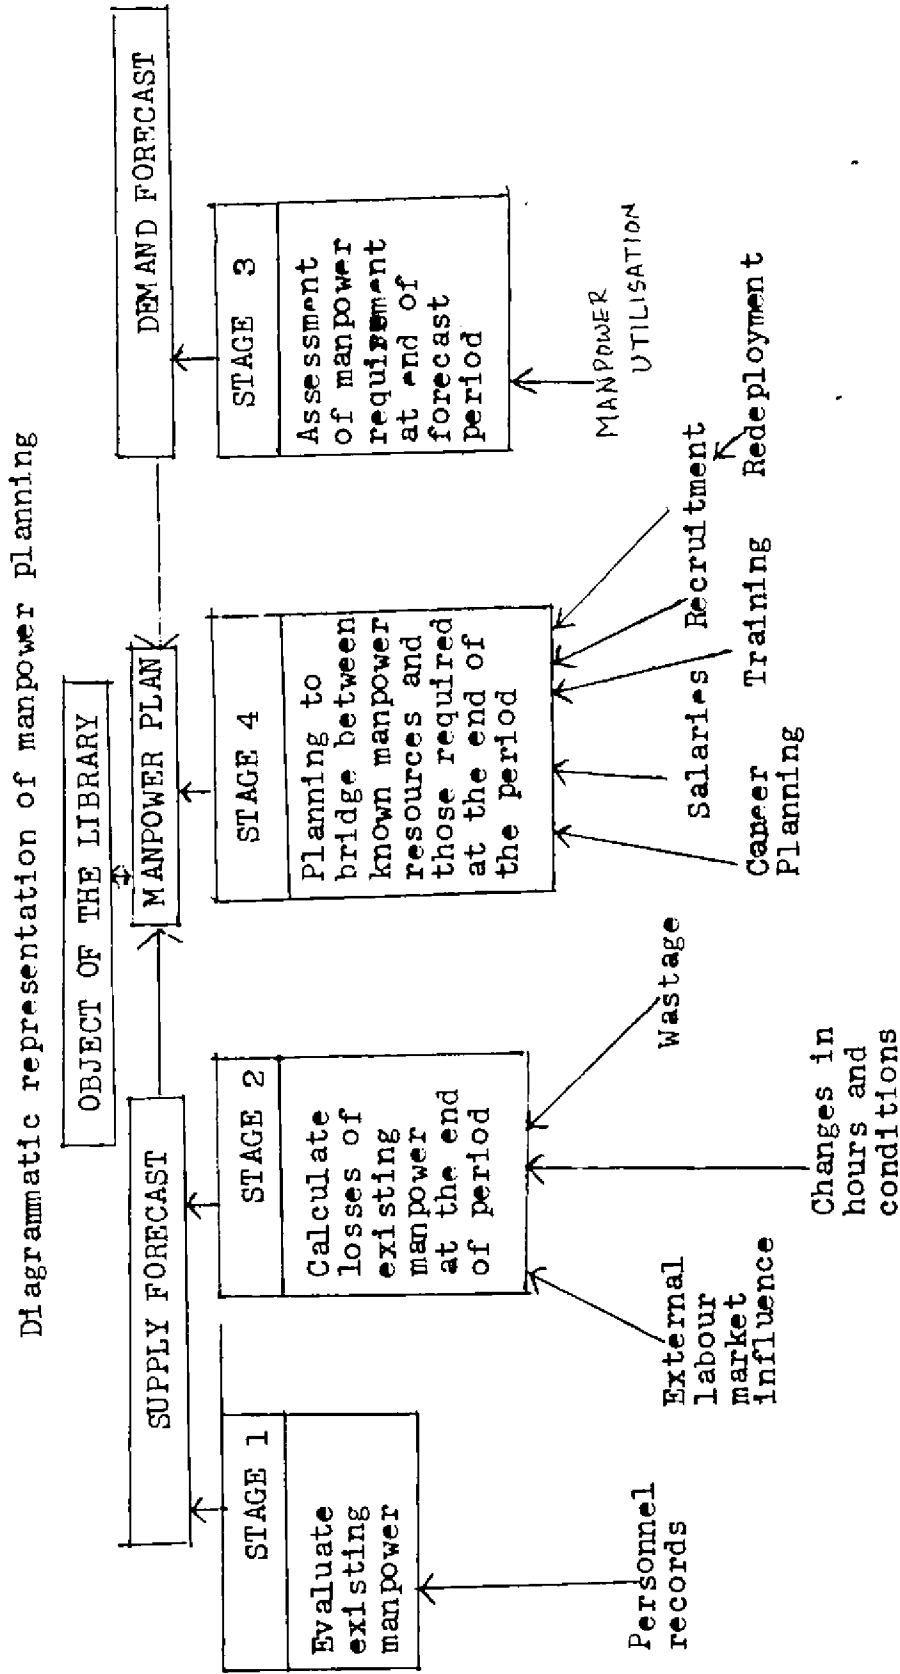 Diagrammatic representation of manpower planning
OBJECT OF THE LIBRARY
SUPPLY FORECAST
MANPOWER PLAN
DEMAND FORECAST
STAGE 1
Evaluate
existing
manpower
Personnel
records
STAGE 2
Calculate
losses of
existing
manpower
at the end
of period
External
labour
market
influence
Changes in
hours and
conditions
Wastage
STAGE 4
Planning to
bridge between
known manpower
resources and
those required
at the end of
the period
Career
Planning
Salaries
Training
Recruitment
Redeployment
STAGE 3
Assessment
of manpower
requirement
at end of
forecast
period
MANPOWER
UTILISATION